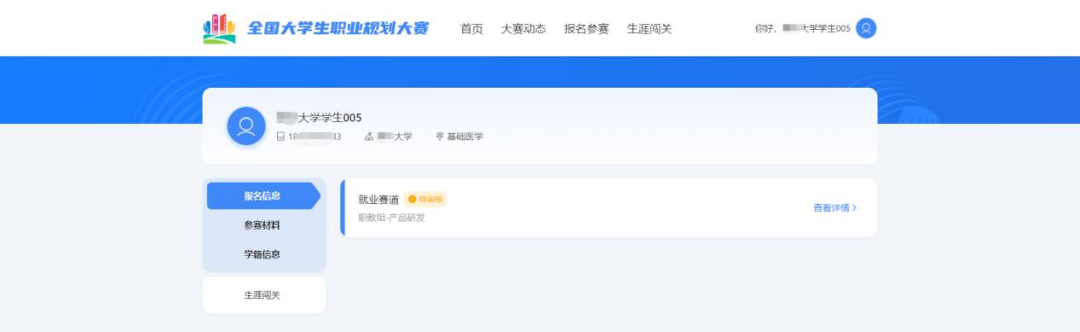 全国大学生职业规划大赛
首页 大赛动态 报名参赛 生涯闯关
你好，大学学生005
大学学生005
18 33 大学 基础医学
报名信息
参赛材料
学籍信息
生涯闯关
就业赛道 待审核
职教组-产品研发
查看详情 >